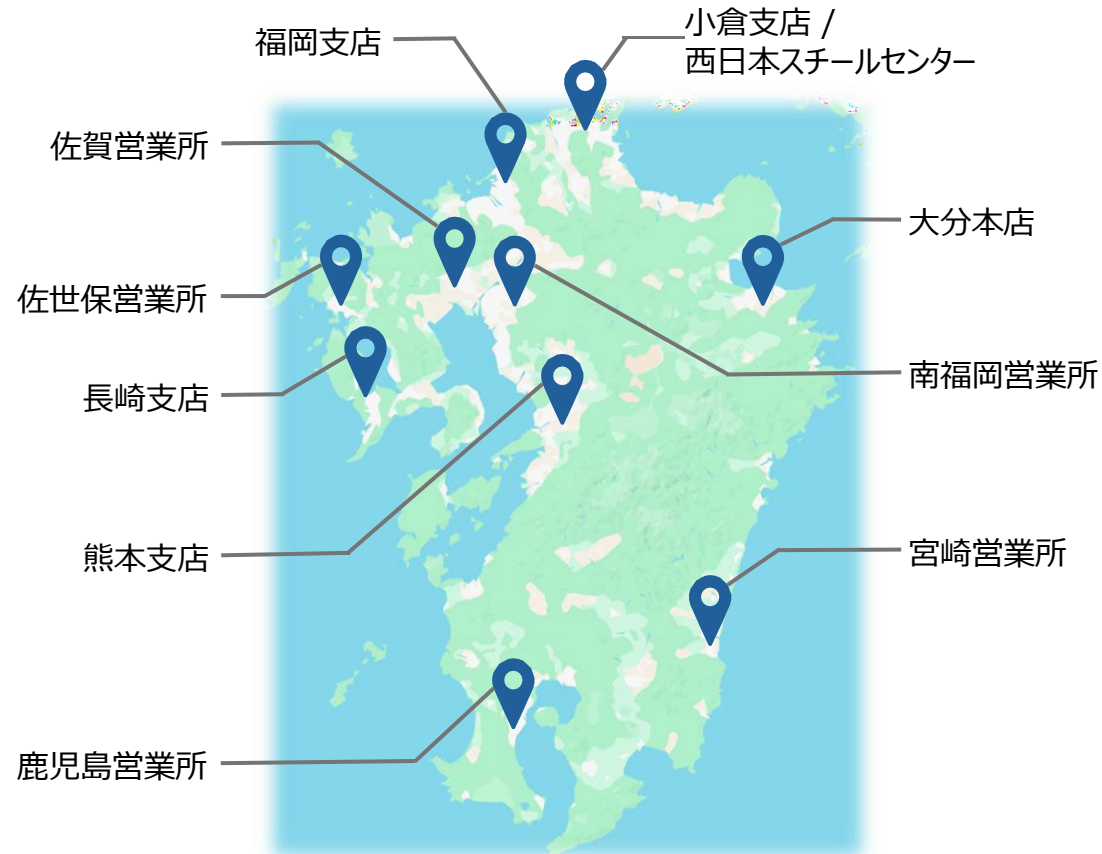 小倉支店 /
西日本スチールセンター
福岡支店
佐賀営業所
大分本店
佐世保営業所
南福岡営業所
長崎支店
熊本支店
宮崎営業所
鹿児島営業所